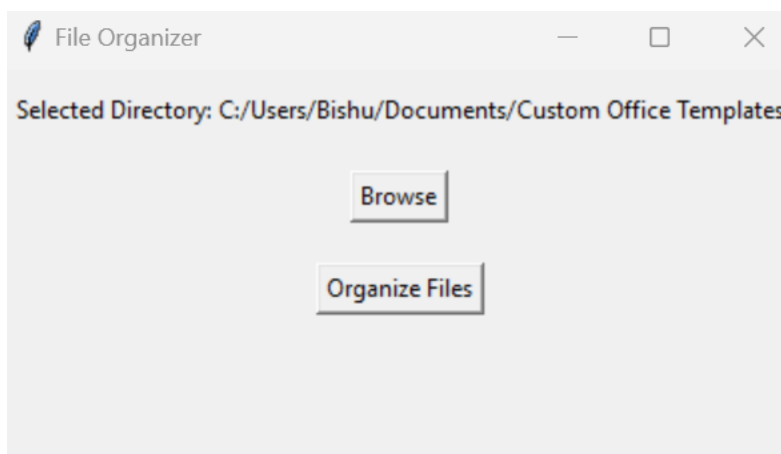 File Organizer
Selected Directory: C:/Users/Bishu/Documents/Custom Office Templates
Browse
Organize Files